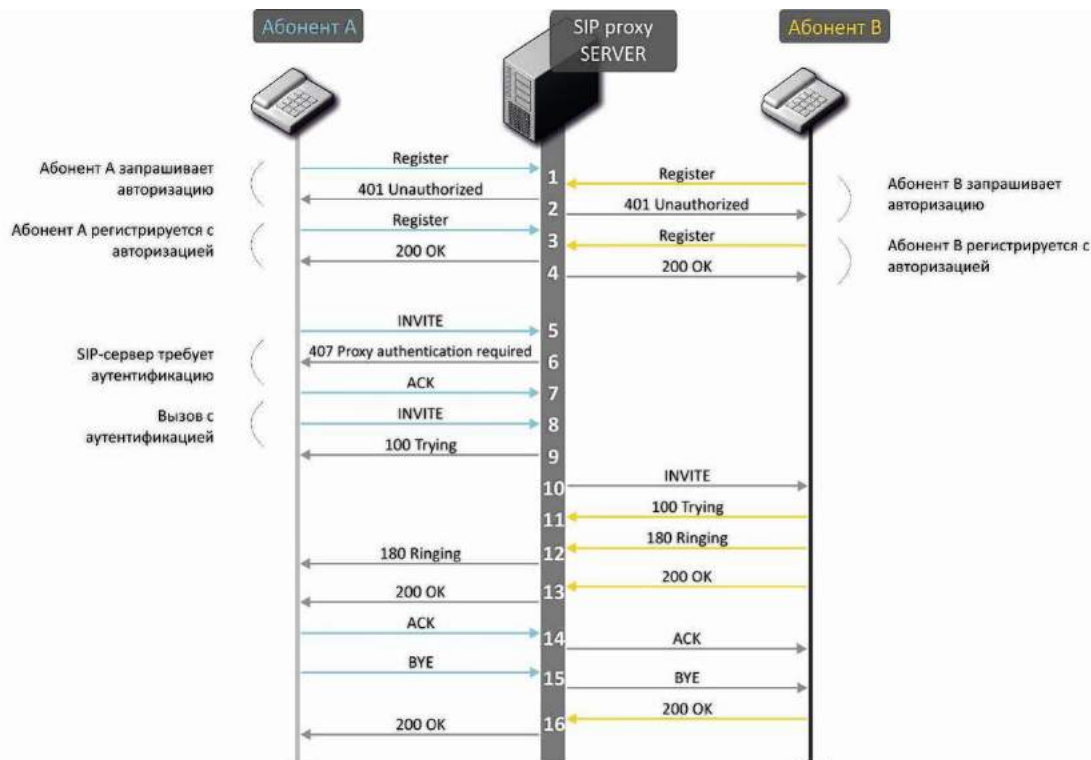 Абонент А
SIP proxy
SERVER
Абонент В
Абонент А запрашивает
авторизацию
Register
1
Register
Абонент В запрашивает
авторизацию
401 Unauthorized
2
401 Unauthorized
Абонент А регистрируется с
авторизацией
Register
3
Register
Абонент В регистрируется с
авторизацией
200 OK
4
200 OK
INVITE
5
SIP-сервер требует
аутентификацию
407 Proxy authentication required
6
ACK
7
Вызов с
аутентификацией
INVITE
8
100 Trying
9
10
INVITE
11
100 Trying
12
180 Ringing
180 Ringing
13
200 OK
200 OK
ACK
14
ACK
BYE
15
BYE
16
200 OK
200 OK